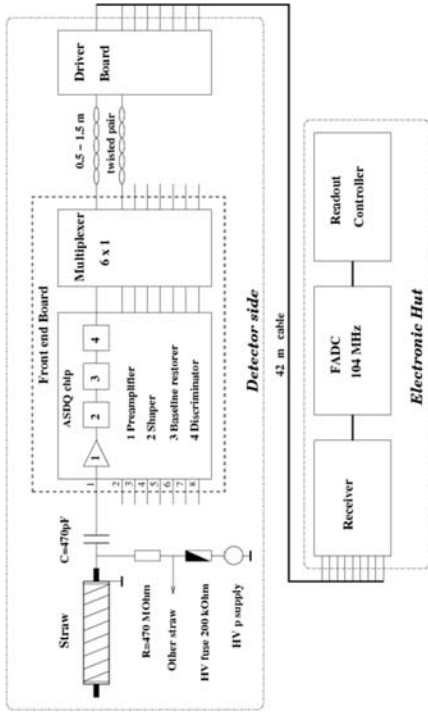 Straw
C=470pF
R=470 MOhm
Other straw
HV fuse 200 kOhm
HV p supply
Front end Board
ASDQ chip
1
2
3
4
1
2
3
4
5
6
7
8
1 Preamplifier
2 Shaper
3 Baseline restorer
4 Discriminator
Multiplexer
6 x 1
0.5 − 1.5 m
twisted pair
Driver
Board
Detector side
42 m cable
Receiver
FADC
104 MHz
Readout
Controller
Electronic Hut